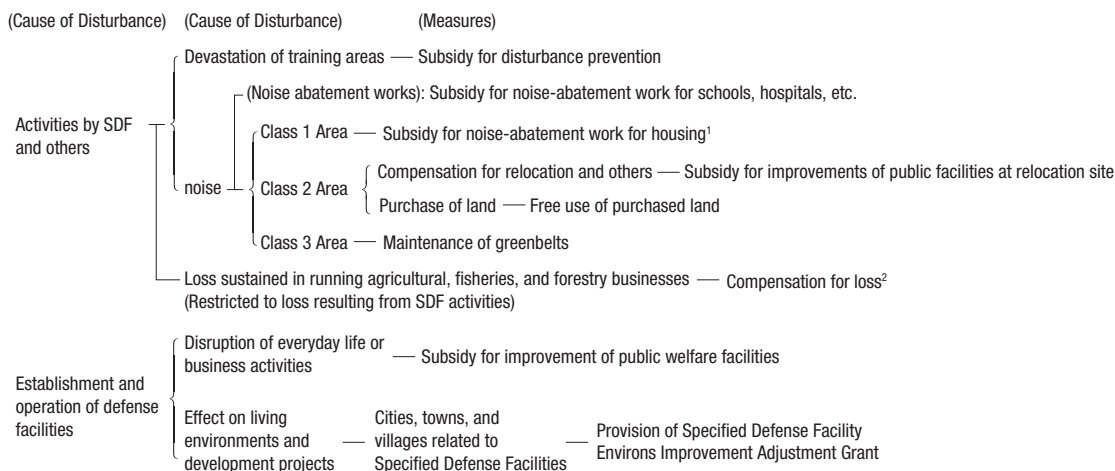 (Cause of Disturbance) (Cause of Disturbance) (Measures)
Devastation of training areas Subsidy for disturbance prevention
(Noise abatement works): Subsidy for noise-abatement work for schools, hospitals, etc.
Activities by SDF
and others
noise
Class 1 Area Subsidy for noise-abatement work for housing¹
Class 2 Area
Compensation for relocation and others Subsidy for improvements of public facilities at relocation site
Purchase of land Free use of purchased land
Class 3 Area Maintenance of greenbelts
Loss sustained in running agricultural, fisheries, and forestry businesses Compensation for loss²
(Restricted to loss resulting from SDF activities)
Establishment and
operation of defense
facilities
Disruption of everyday life or
business activities
Subsidy for improvement of public welfare facilities
Effect on living
environments and
development projects
Cities, towns, and
villages related to
Specified Defense Facilities
Provision of Specified Defense Facility
Environs Improvement Adjustment Grant